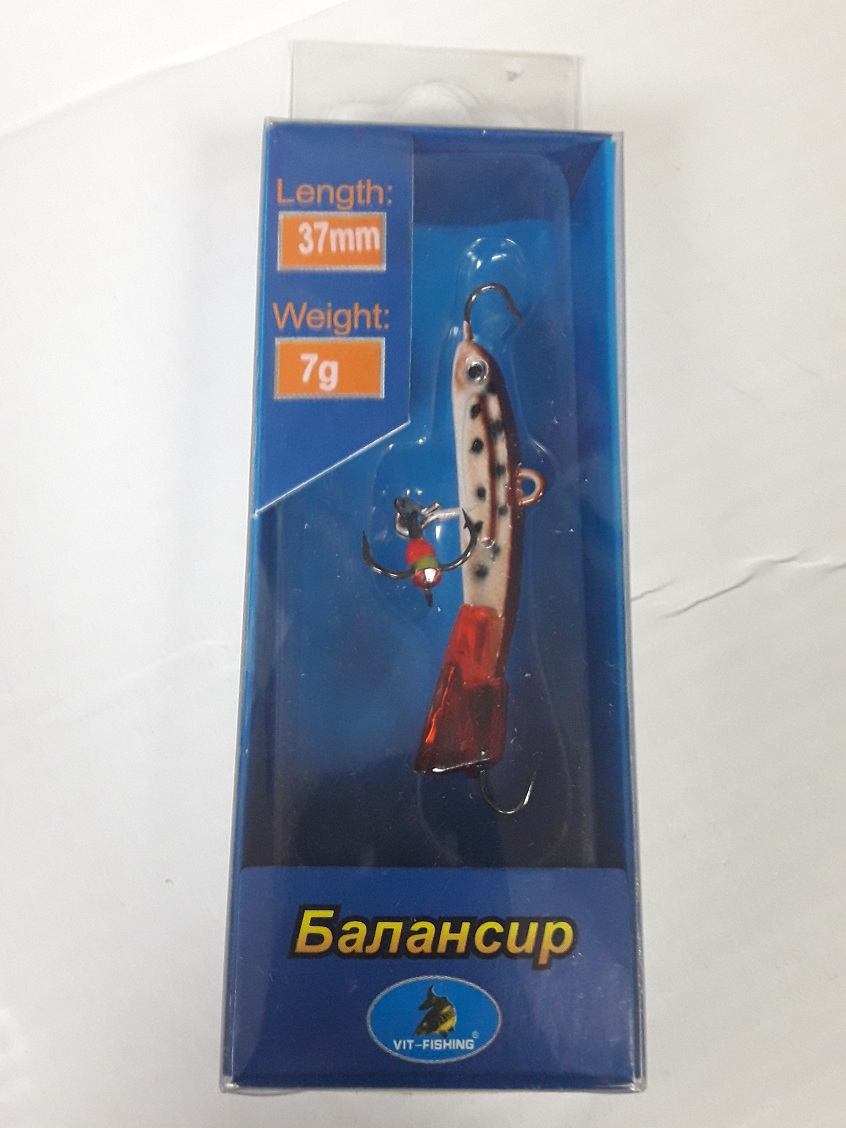 Length:
37mm
Weight:
7g
Балансир
VIT-FISHING
®